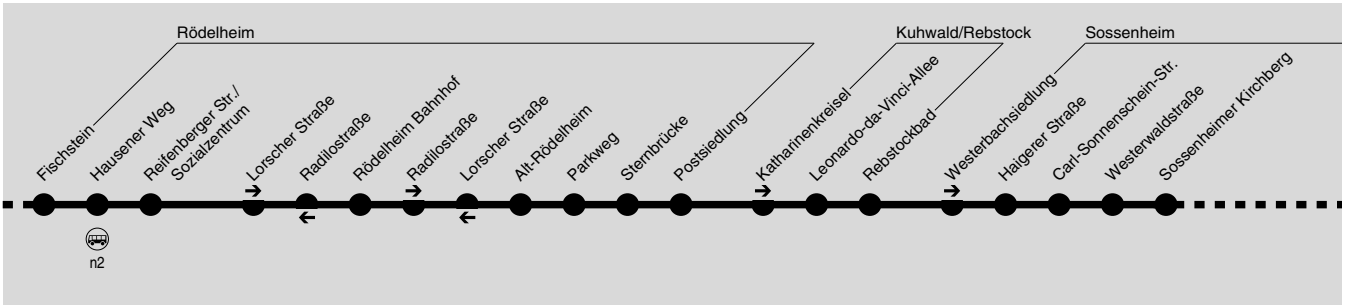 Rödelheim
Kuhwald/Rebstock
Sossenheim
Fischstein
Hausener Weg
Reifenberger Str./
Sozialzentrum
Lorscher Straße
Radilostraße
Rödelheim Bahnhof
Radilostraße
Lorscher Straße
Alt-Rödelheim
Parkweg
Sternbrücke
Postsiedlung
Katharinenkreisel
Leonardo-da-Vinci-Allee
Rebstockbad
Westerbachsiedlung
Haigerer Straße
Carl-Sonnenschein-Str.
Westerwaldstraße
Sossenheimer Kirchberg
n2